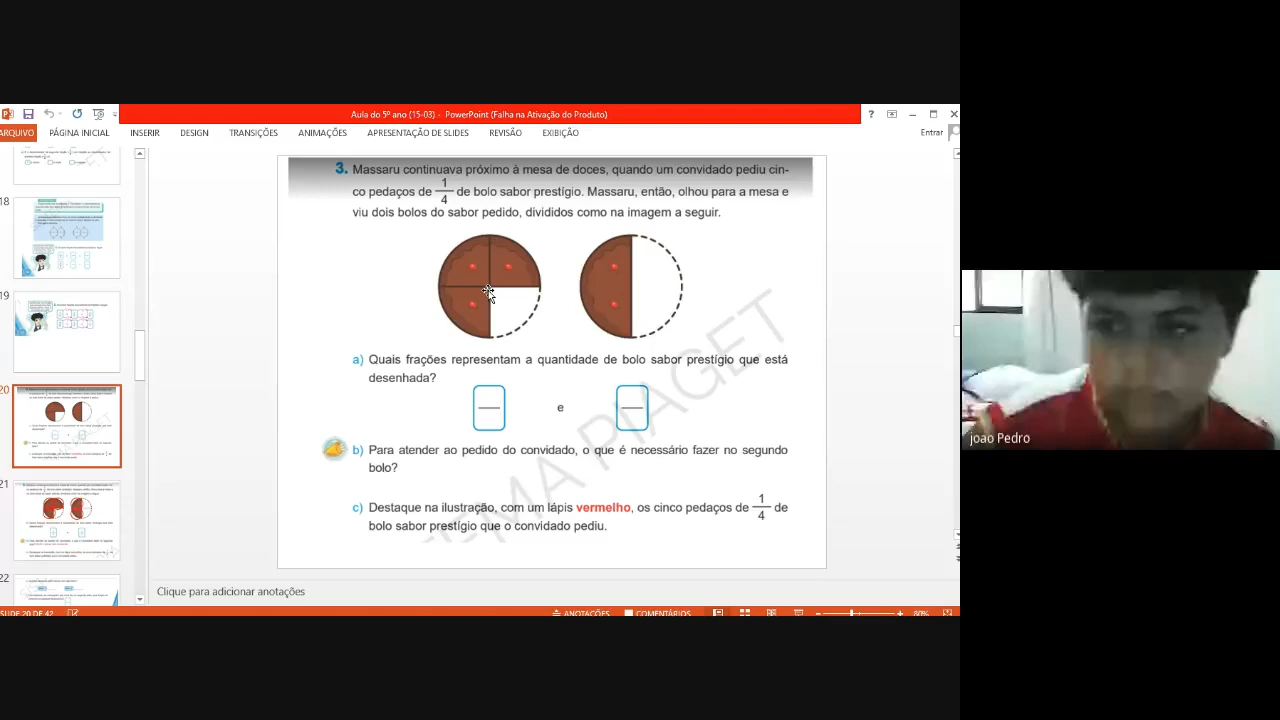 Aula do 5º ano (15-03) - PowerPoint (Falha na Ativação do Produto)
?
ARQUIVO PÁGINA INICIAL INSERIR DESIGN TRANSIÇÕES ANIMAÇÕES APRESENTAÇÃO DE SLIDES REVISÃO EXIBIÇÃO
Entrar
3. Massaru continuava próximo à mesa de doces, quando um convidado pediu cin-
co pedaços de 1/4 de bolo sabor prestígio. Massaru, então, olhou para a mesa e
viu dois bolos do sabor pedido, divididos como na imagem a seguir.
a) Quais frações representam a quantidade de bolo sabor prestígio que está
desenhada?
e
b) Para atender ao pedido do convidado, o que é necessário fazer no segundo
bolo?
c) Destaque na ilustração, com um lápis vermelho, os cinco pedaços de 1/4 de
bolo sabor prestígio que o convidado pediu.
PIAGET
18
19
20
21
22
Clique para adicionar anotações
SLIDE 20 DE 42
ANOTAÇÕES
COMENTÁRIOS
80%
joao Pedro